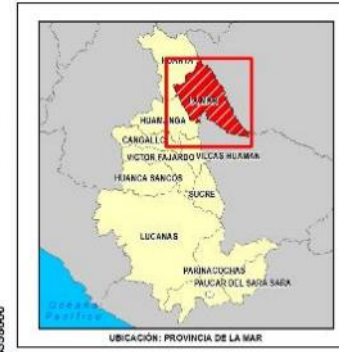 HUANTA
LA MAR
HUAMANGA
CANGALLO
VICTOR FAJARDO VILCAS HUAMAN
HUANCA SANCOS
SUCRE
LUCANAS
PARINACOCHAS
PAUCAR DEL SARA SARA
Oceano
Pacifico
UBICACIÓN: PROVINCIA DE LA MAR